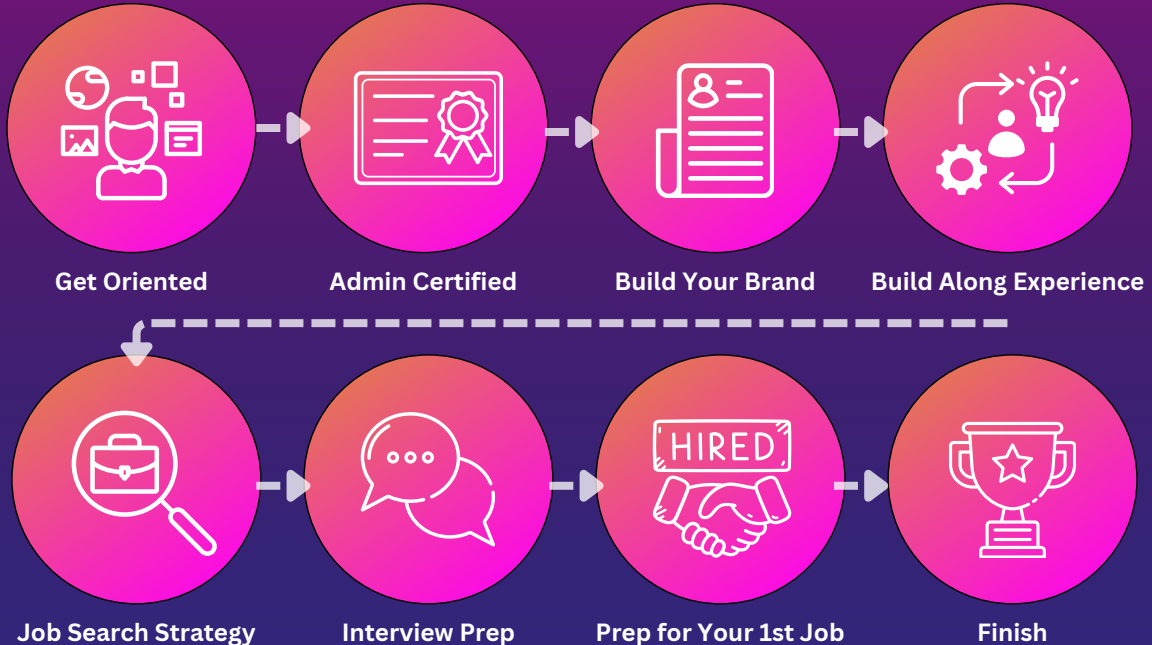 Get Oriented
Admin Certified
Build Your Brand
Build Along Experience
HIRED
Job Search Strategy
Interview Prep
Prep for Your 1st Job
Finish